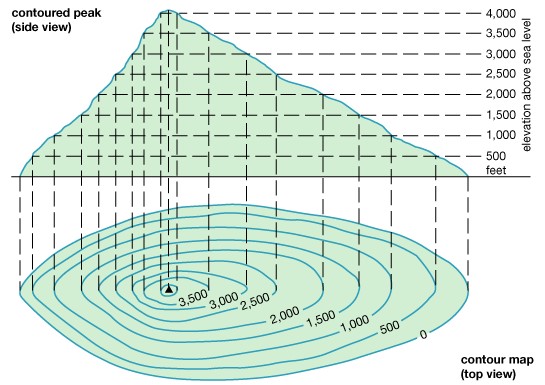 contoured peak
(side view)
4,000
3,500
3,000
2,500
2,000
1,500
1,000
500
feet
elevation above sea level
3,500
3,000
2,500
2,000
1,500
1,000
500
0
contour map
(top view)